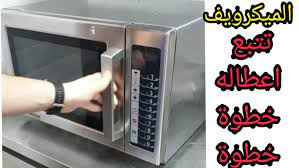 الميكرويف
تتبع
اعطاله
خطوة
خطوة